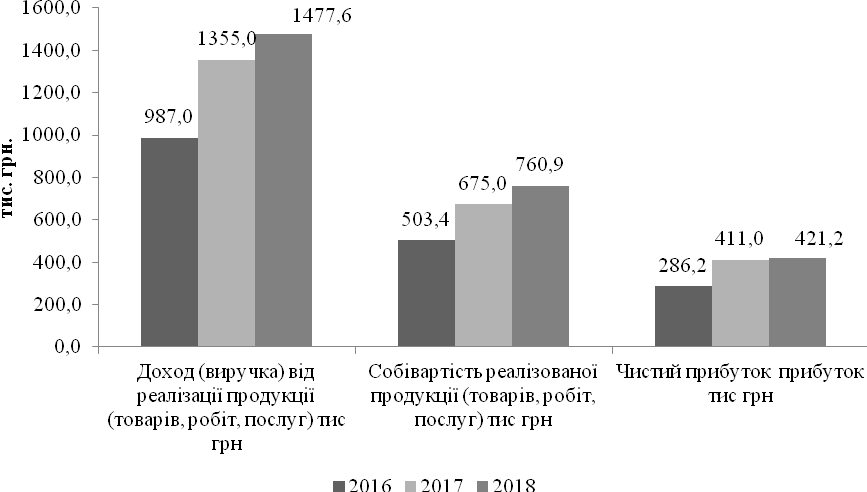 1600,0
1400,0
1200,0
1000,0
800,0
600,0
400,0
200,0
0,0
тис. грн.
987,0
1355,0
1477,6
503,4
675,0
760,9
286,2
411,0
421,2
Доход (виручка) від
реалізації продукції
(товарів, робіт, послуг) тис
грн
Собівартість реалізованої
продукції (товарів, робіт,
послуг) тис грн
Чистий прибуток прибуток
тис грн
2016 2017 2018